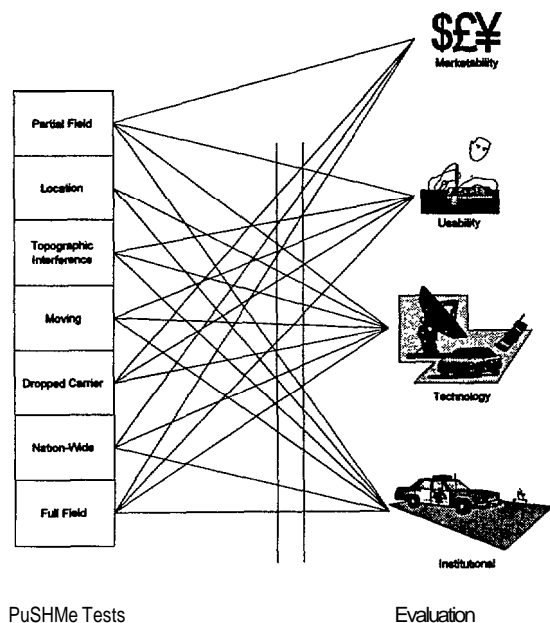 $£¥
Marketability
Partial Field
Location
Topographic
Interference
Moving
Dropped Carrier
Nation-Wide
Full Field
Usability
Technology
Institutional
PuSHMe Tests
Evaluation